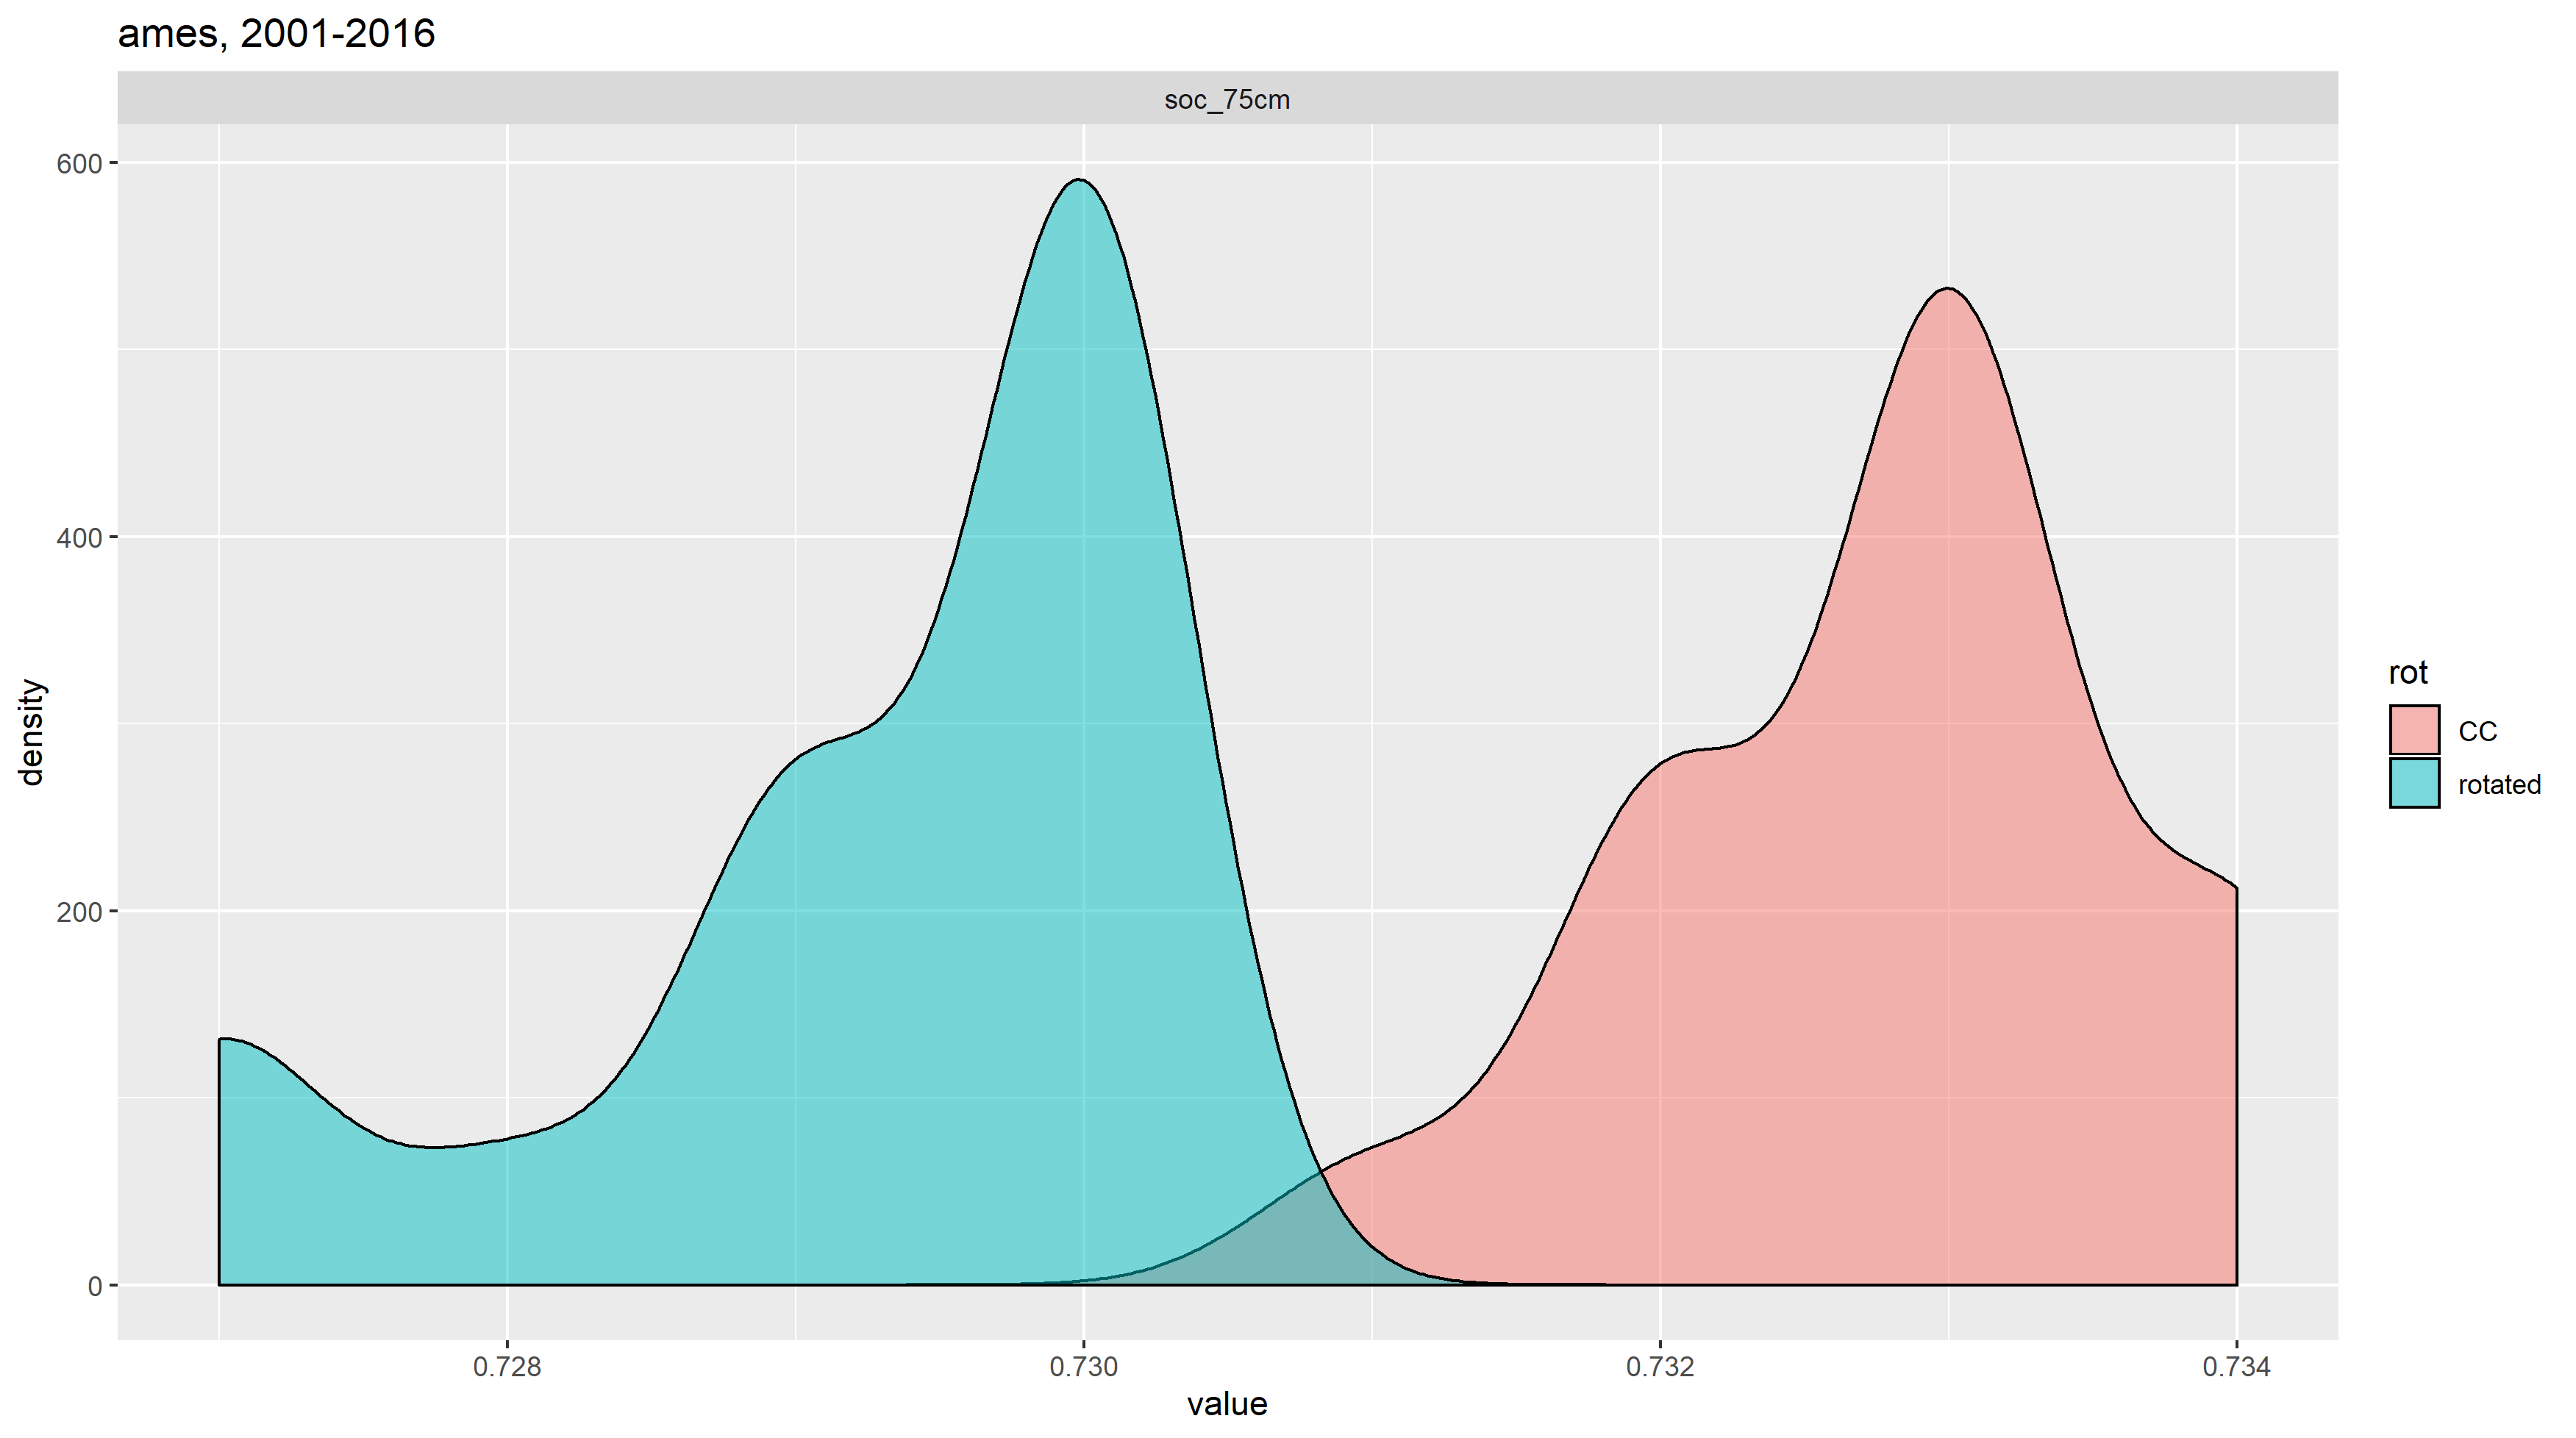 ames, 2001-2016
soc_75cm
600
400
200
0
density
0.728
0.730
0.732
0.734
value
rot
CC
rotated